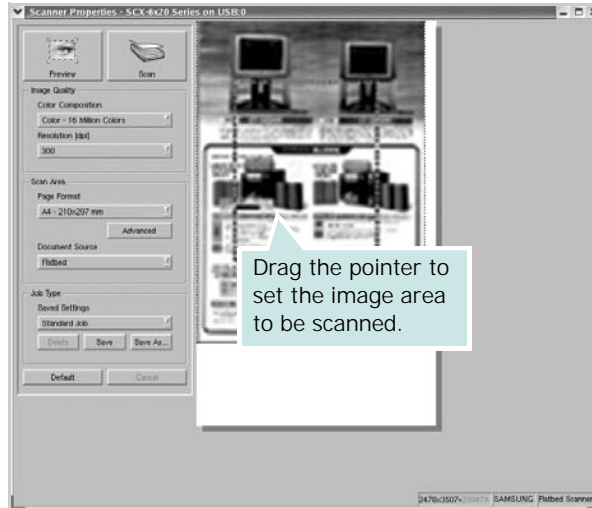 Scanner Properties - SCX-6x20 Series on USB:0
Preview
Scan
Image Quality
Color Composition
Color - 16 Million Colors
Resolution [dpi]
300
Scan Area
Page Format
A4 - 210x297 mm
Advanced
Document Source
Flatbed
Job Type
Saved Settings
Standard Job
Delete
Save
Save As...
Default
Cancel
Drag the pointer to
set the image area
to be scanned.
SAMSUNG
Flatbed Scanner